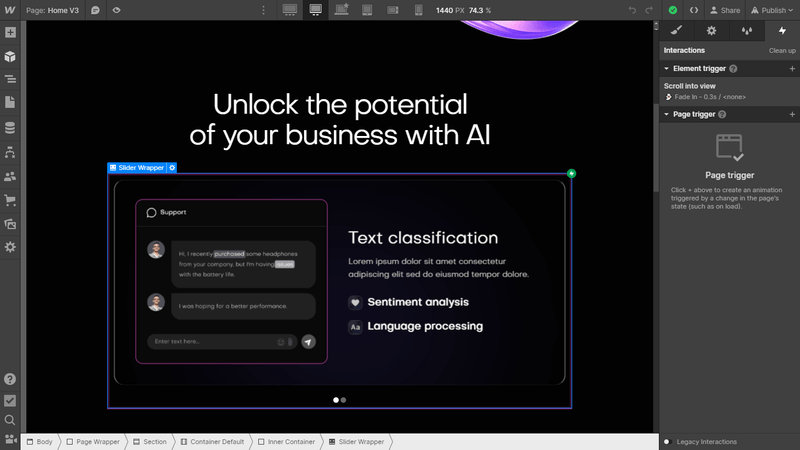 Page: Home V3
1440 PX 74.3 %
Share
Publish
Interactions
Clean up
Element trigger
Scroll into view
Fade In – 0.3s / <none>
Page trigger
Page trigger
Click + above to create an animation
triggered by a change in the page's
state (such as on load).
Unlock the potential
of your business with AI
Slider Wrapper
Support
Hi, I recently purchased some headphones
from your company, but I'm having issues
with the battery life.
I was hoping for a better performance.
Enter text here...
Text classification
Lorem ipsum dolor sit amet consectetur
adipiscing elit sed do eiusmod tempor dolore.
Sentiment analysis
Aa Language processing
Body
Page Wrapper
Section
Container Default
Inner Container
Slider Wrapper
Legacy Interactions